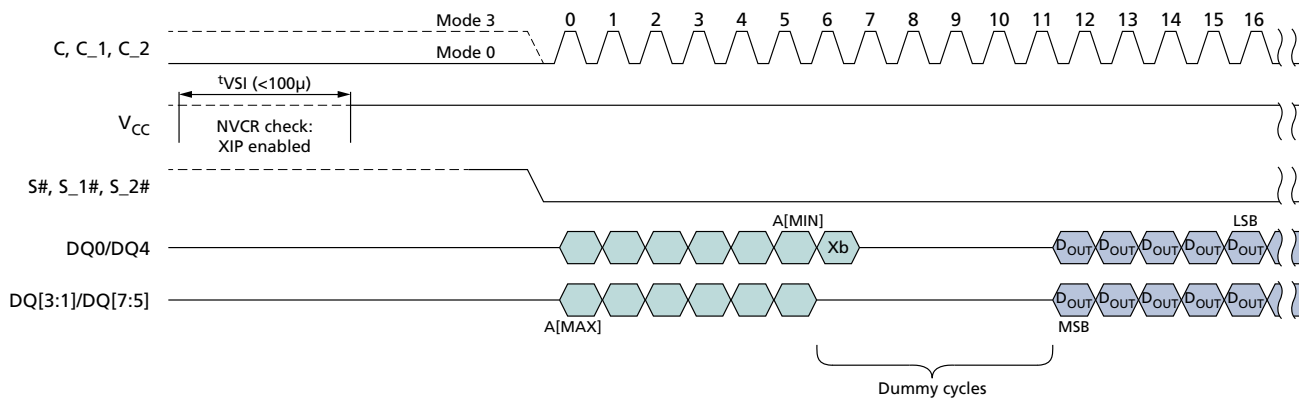 Mode 3
0 1 2 3 4 5 6 7 8 9 10 11 12 13 14 15 16
C, C_1, C_2
Mode 0
tVSI (<100µ)
VCC
NVCR check:
XIP enabled
S#, S_1#, S_2#
A[MIN]
LSB
DQ0/DQ4
Xb
DOUT DOUT DOUT DOUT DOUT
DQ[3:1]/DQ[7:5]
DOUT DOUT DOUT DOUT DOUT
A[MAX]
MSB
Dummy cycles